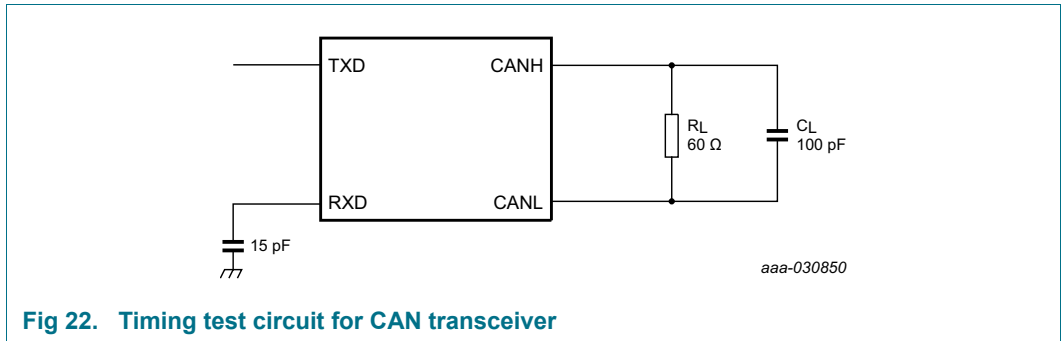 TXD
CANH
RL
60 Ω
CL
100 pF
RXD
CANL
15 pF
aaa-030850
Fig 22. Timing test circuit for CAN transceiver